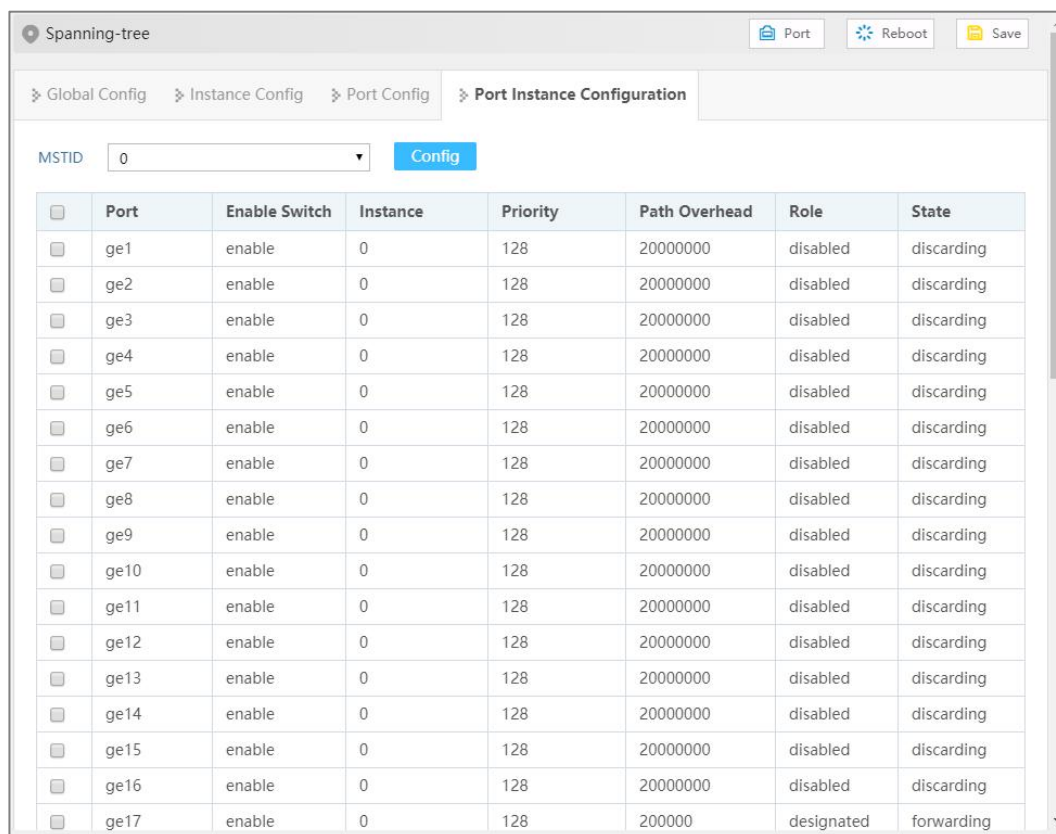 Spanning-tree Port Reboot Save
Global Config Instance Config Port Config Port Instance Configuration
MSTID 0 Config
Port Enable Switch Instance Priority Path Overhead Role State
ge1 enable 0 128 20000000 disabled discarding
ge2 enable 0 128 20000000 disabled discarding
ge3 enable 0 128 20000000 disabled discarding
ge4 enable 0 128 20000000 disabled discarding
ge5 enable 0 128 20000000 disabled discarding
ge6 enable 0 128 20000000 disabled discarding
ge7 enable 0 128 20000000 disabled discarding
ge8 enable 0 128 20000000 disabled discarding
ge9 enable 0 128 20000000 disabled discarding
ge10 enable 0 128 20000000 disabled discarding
ge11 enable 0 128 20000000 disabled discarding
ge12 enable 0 128 20000000 disabled discarding
ge13 enable 0 128 20000000 disabled discarding
ge14 enable 0 128 20000000 disabled discarding
ge15 enable 0 128 20000000 disabled discarding
ge16 enable 0 128 20000000 disabled discarding
ge17 enable 0 128 200000 designated forwarding